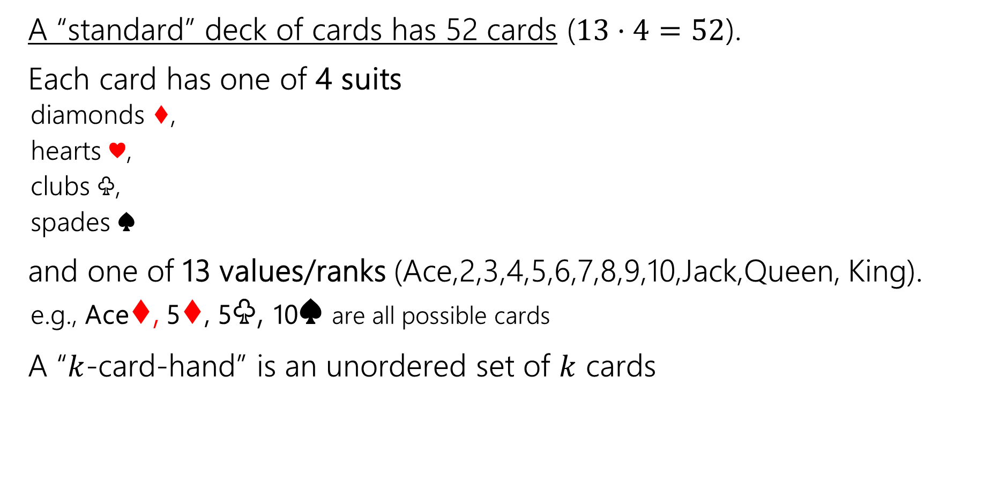 A “standard” deck of cards has 52 cards (13 · 4 = 52).
Each card has one of 4 suits
diamonds ♦,
hearts ♥,
clubs ♧,
spades ♠
and one of 13 values/ranks (Ace,2,3,4,5,6,7,8,9,10,Jack,Queen, King).
e.g., Ace♦, 5♦, 5♧, 10♠ are all possible cards
A “k-card-hand” is an unordered set of k cards